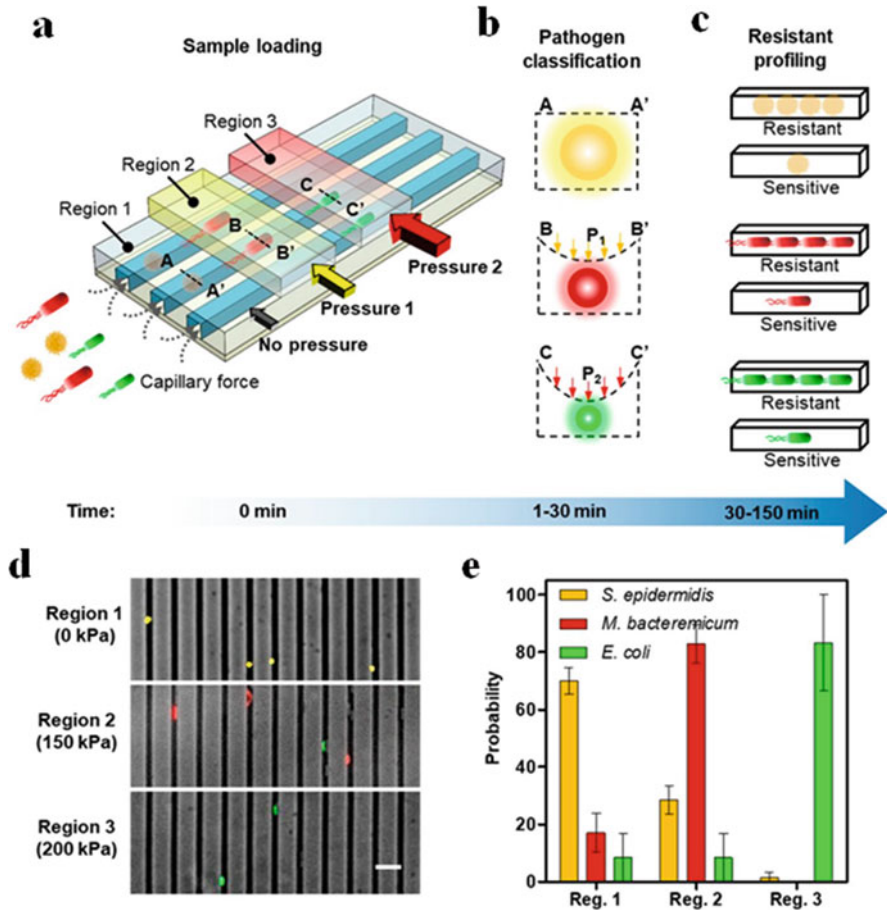 a
Sample loading
Region 3
Region 2
Region 1
A
A'
B
B'
C
C'
Pressure 2
Pressure 1
No pressure
Capillary force
b
Pathogen
classification
A A'
B P1 B'
C P2 C'
c
Resistant
profiling
Resistant
Sensitive
Resistant
Sensitive
Resistant
Sensitive
Time: 0 min 1-30 min 30-150 min
d
Region 1
(0 kPa)
Region 2
(150 kPa)
Region 3
(200 kPa)
e
Probability
100
80
60
40
20
0
S. epidermidis
M. bacteremicum
E. coli
Reg. 1 Reg. 2 Reg. 3